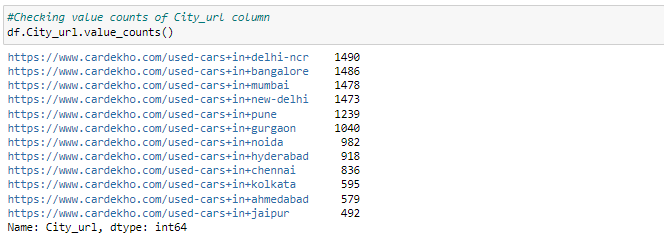 #Checking value counts of City_url column
df.City_url.value_counts()
https://www.cardekho.com/used-cars+in+delhi-ncr 1490
https://www.cardekho.com/used-cars+in+bangalore 1486
https://www.cardekho.com/used-cars+in+mumbai 1478
https://www.cardekho.com/used-cars+in+new-delhi 1473
https://www.cardekho.com/used-cars+in+pune 1239
https://www.cardekho.com/used-cars+in+gurgaon 1040
https://www.cardekho.com/used-cars+in+noida 982
https://www.cardekho.com/used-cars+in+hyderabad 918
https://www.cardekho.com/used-cars+in+chennai 836
https://www.cardekho.com/used-cars+in+kolkata 595
https://www.cardekho.com/used-cars+in+ahmedabad 579
https://www.cardekho.com/used-cars+in+jaipur 492
Name: City_url, dtype: int64